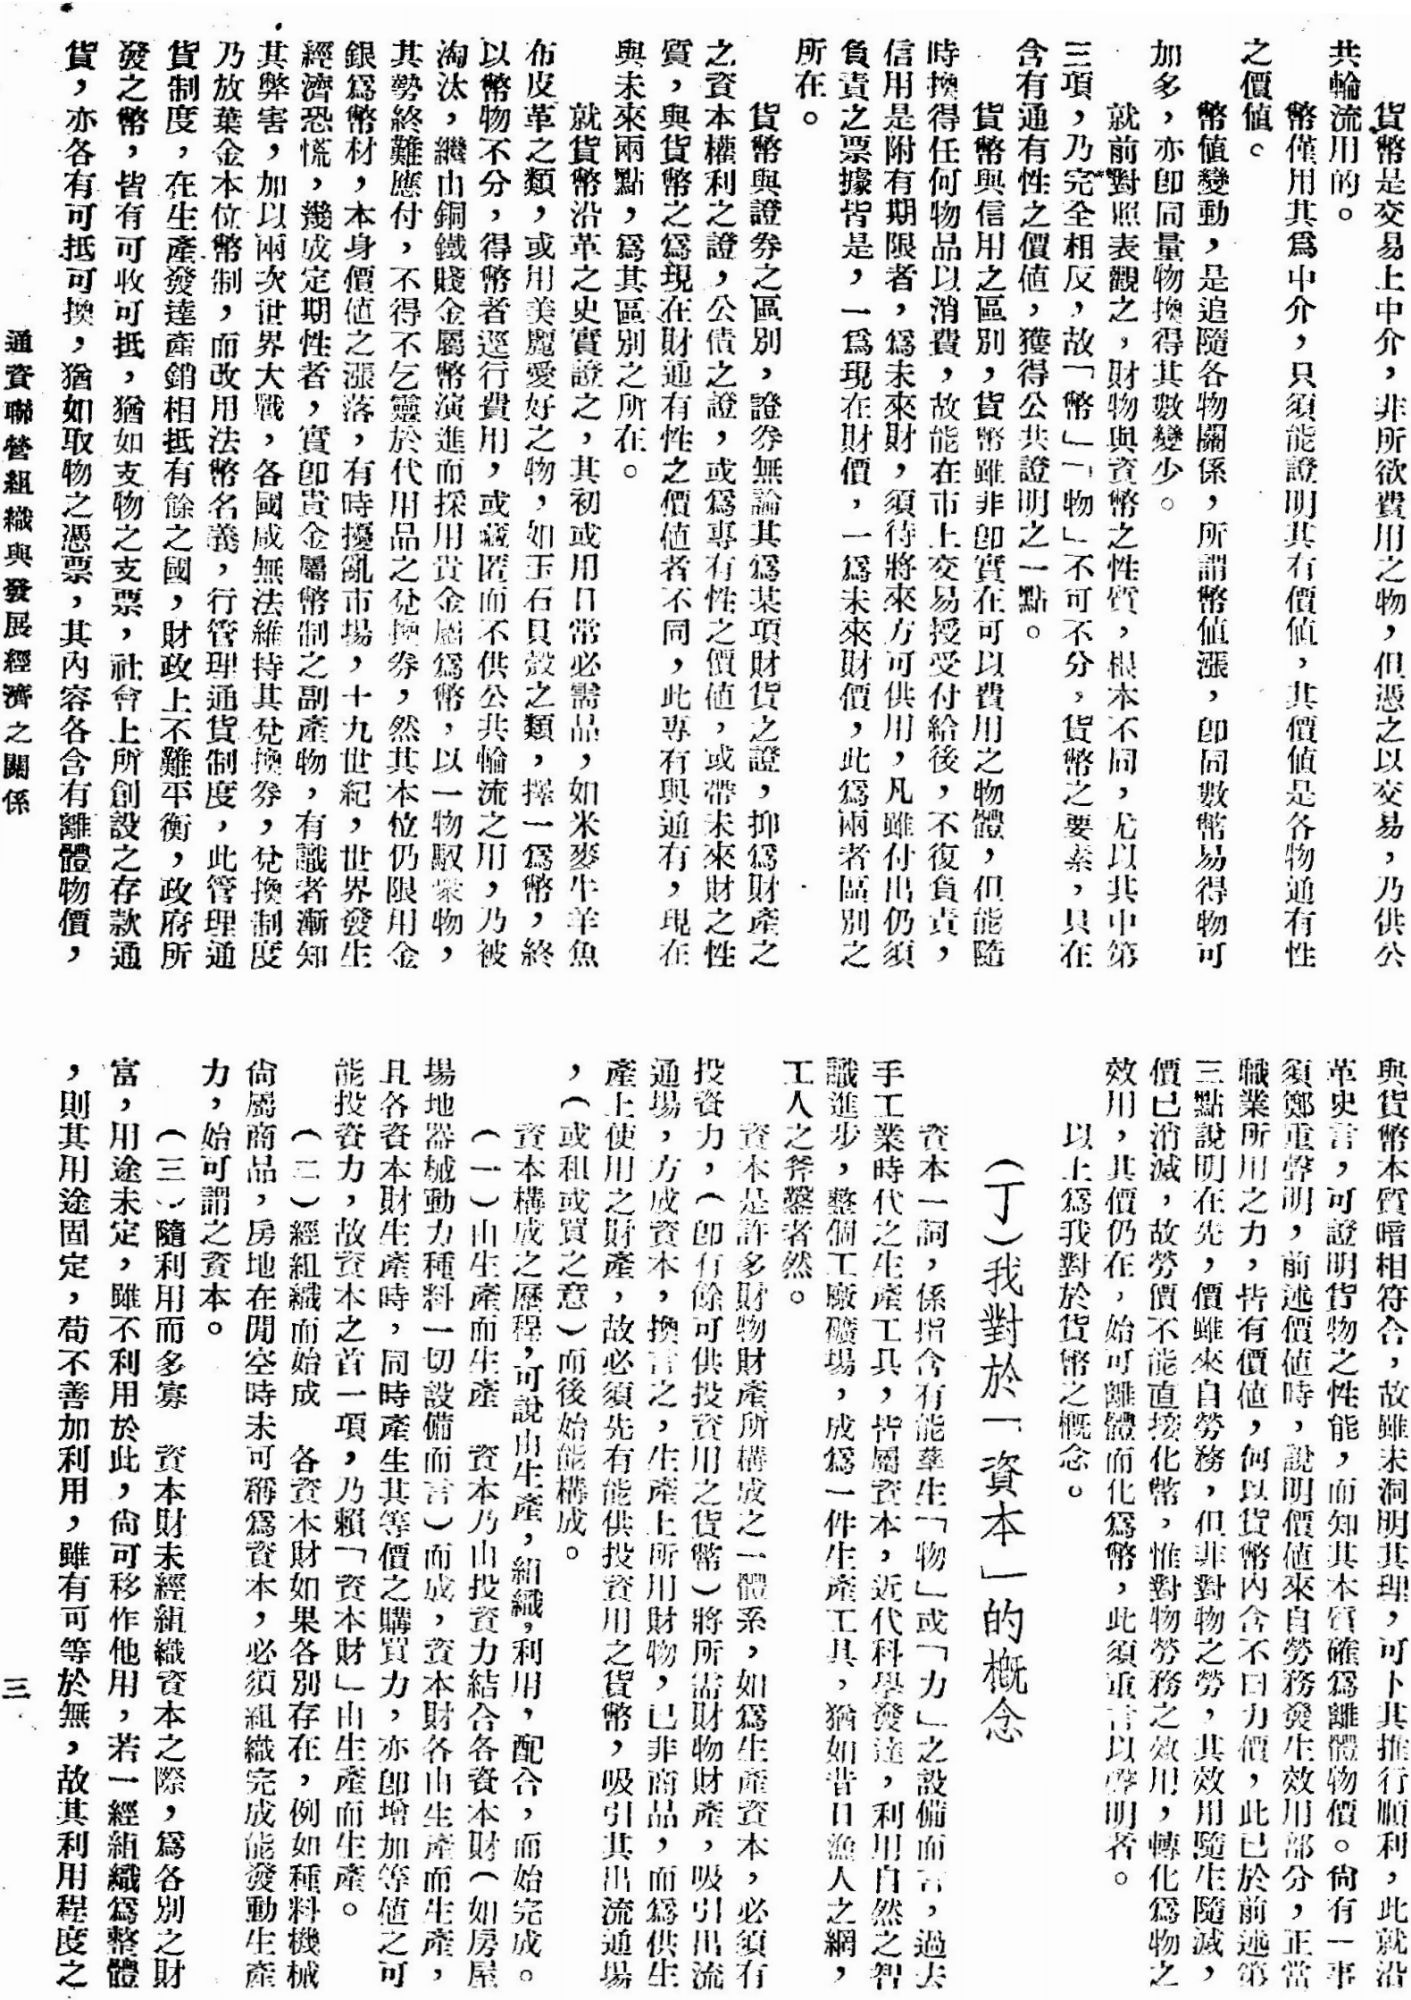 貨幣是交易上中介，非所欲費用之物，但憑之以交易，乃供公
共輪流用的。
幣僅用其爲中介，只須能證明其有價值，其價值是各物通有性
之價值。
幣值變動，是追隨各物關係，所謂幣值漲，卽同數幣易得物可
加多，亦卽同量物換得其數變少。
就前對照表觀之，財物與貨幣之性質，根本不同，尤以其中第
三項，乃完全相反，故「幣」「物」不可不分，貨幣之要素，只在
含有通有性之價値，獲得公共證明之一點。
貨幣與信用之區別，貨幣雖非卽實在可以費用之物體，但能隨
時換得任何物品以消費，故能在市上交易授受付給後，不復負責，
信用是附有期限者，爲未來財，須待將來方可供用，凡雖付出仍須
負責之票據皆是，一爲現在財價，一爲未來財價，此爲兩者區別之
所在。
貨幣與證券之區別，證券無論其爲某項財貨之證，抑爲財產之
之資本權利之證，公債之證，或爲專有性之價値，或帶未來財之性
質，與貨幣之爲現在財通有性之價値者不同，此專有與通有，現在
與未來兩點，爲其區別之所在。
就貨幣沿革之史實證之，其初或用日常必需品，如米麥牛羊魚
布皮革之類，或用美麗愛好之物，如玉石貝殼之類，擇一爲幣，終
以幣物不分，得幣者逕行費用，或藏匿而不供公共輪流之用，乃被
淘汰，繼由銅鐵賤金屬幣演進而採用貴金屬爲幣，以一物馭衆物，
其勢終難應付，不得不乞靈於代用品之兌換券，然其本位仍限用金
銀爲幣材，本身價値之漲落，有時擾亂市場，十九世紀，世界發生
經濟恐慌，幾成定期性者，實卽貴金屬幣制之副產物，有識者漸知
其弊害，加以兩次世界大戰，各國咸無法維持其兌換券，兌換制度
乃放葉金本位幣制，而改用法幣名義，行管理通貨制度，此管理通
貨制度，在生產發達產銷相抵有餘之國，財政上不難平衡，政府所
發之幣，皆有可收可抵，猶如支物之支票，社會上所創設之存款通
貨，亦各有可抵可換，猶如取物之憑票，其內容各含有離體物價，
通資聯營組織與發展經濟之關係
與貨幣本質暗相符合，故雖未洞明其理，可卜其推行順利，此就沿
革史言，可證明貨物之性能，而知其本質確爲離體物價。尙有一事
須鄭重聲明，前述價値時，說明價値來自勞務發生效用部分，正當
職業所用之力，皆有價値，何以貨幣內含不曰力價，此已於前述第
三點說明在先，價雖來自勞務，但非對物之勞，其效用隨生隨滅，
價已消滅，故勞價不能直接化幣，惟對物勞務之效用，轉化爲物之
效用，其價仍在，始可離體而化爲幣，此須重言以聲明者。
以上爲我對於貨幣之概念。
（丁）我對於「資本」的概念
資本一詞，係指含有能孳生「物」或「力」之設備而言，過去
手工業時代之生產工具，皆屬資本，近代科學發達，利用自然之智
識進步，整個工廠礦場，成爲一件生產工具，猶如昔日漁人之網，
工人之斧鑿者然。
資本是許多財物財產所構成之一體系，如爲生產資本，必須有
投資力，（卽有餘可供投資用之貨幣）將所需財物財產，吸引出流
通場，方成資本，換言之，生產上所用財物，已非商品，而爲供生
產上使用之財產，故必須先有能供投資用之貨幣，吸引其出流通場
，（或租或買之意）而後始能構成。
資本構成之歷程，可說由生產，組織，利用，配合，而始完成。
（一）由生產而生產　資本乃由投資力結合各資本財（如房屋
場地器械動力種料一切設備而言）而成，資本財各由生產而生產，
且各資本財生產時，同時產生其等價之購買力，亦卽增加等値之可
能投資力，故資本之首一項，乃賴「資本財」由生產而生產。
（二）經組織而始成　各資本財如果各別存在，例如種料機械
尙屬商品，房地在閒空時未可稱爲資本，必須組織完成能發動生產
力，始可謂之資本。
（三）隨利用而多寡　資本財未經組織資本之際，爲各別之財
富，用途未定，雖不利用於此，尙可移作他用，若一經組織爲整體
，則其用途固定，苟不善加利用，雖有可等於無，故其利用程度之
三